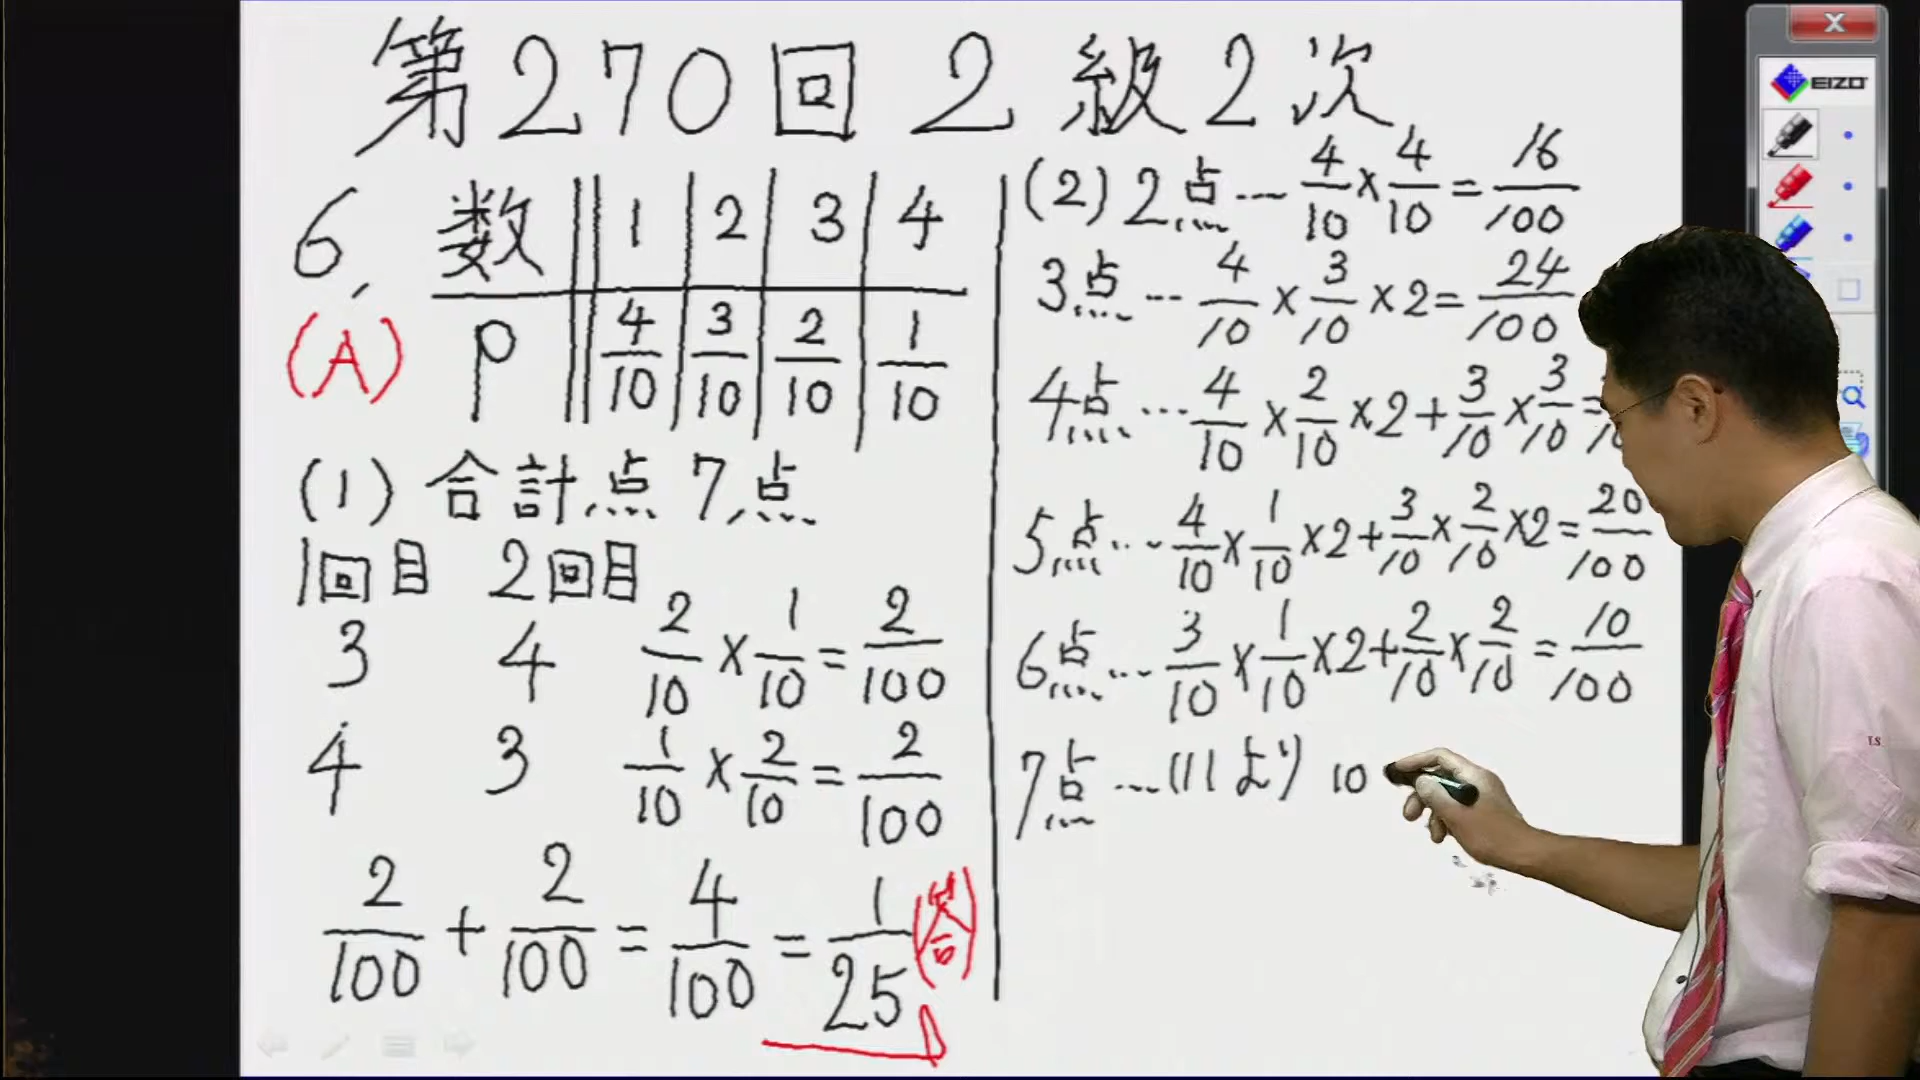 第270回 2級2次
6, 数 1 2 3 4
(A) P 4/10 3/10 2/10 1/10
(1) 合計点7点
1回目 2回目
3 4 2/10×1/10=2/100
4 3 1/10×2/10=2/100
2/100+2/100=4/100=1/25 (答)
(2) 2点…4/10×4/10=16/100
3点…4/10×3/10×2=24/100
4点…4/10×2/10×2+3/10×3/10=
5点…4/10×1/10×2+3/10×2/10×2=20/100
6点…3/10×1/10×2+2/10×2/10=10/100
7点…(1)より 10
EIZO
I.S